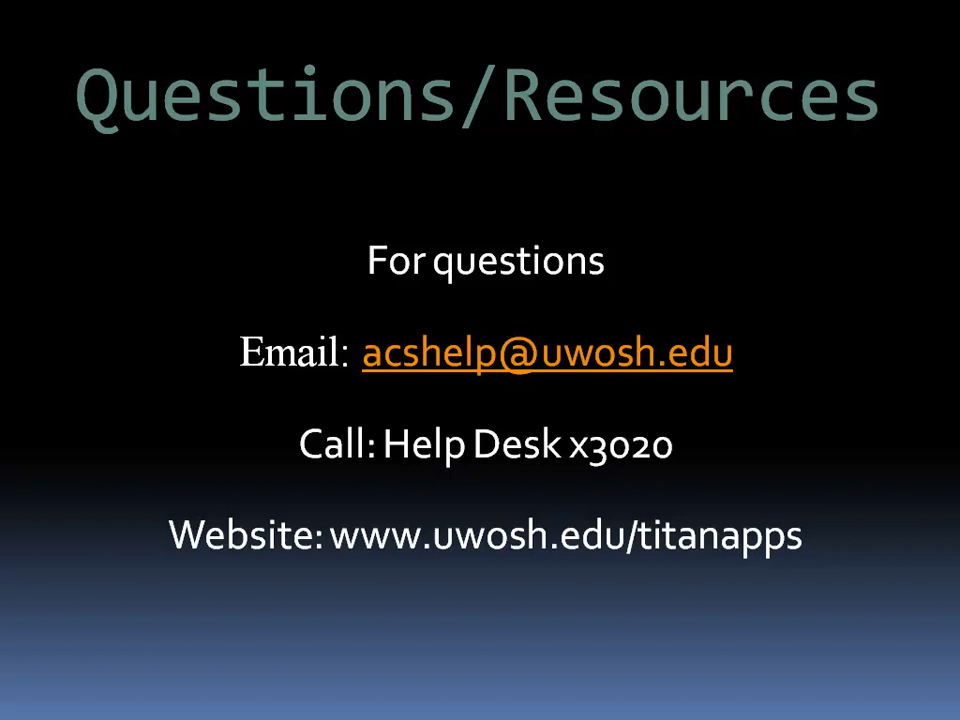 Questions/Resources
For questions
Email: acshelp@uwosh.edu
Call: Help Desk x3020
Website: www.uwosh.edu/titanapps